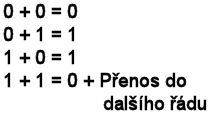 0 + 0 = 0
0 + 1 = 1
1 + 0 = 1
1 + 1 = 0 + Přenos do
dalšího řádu